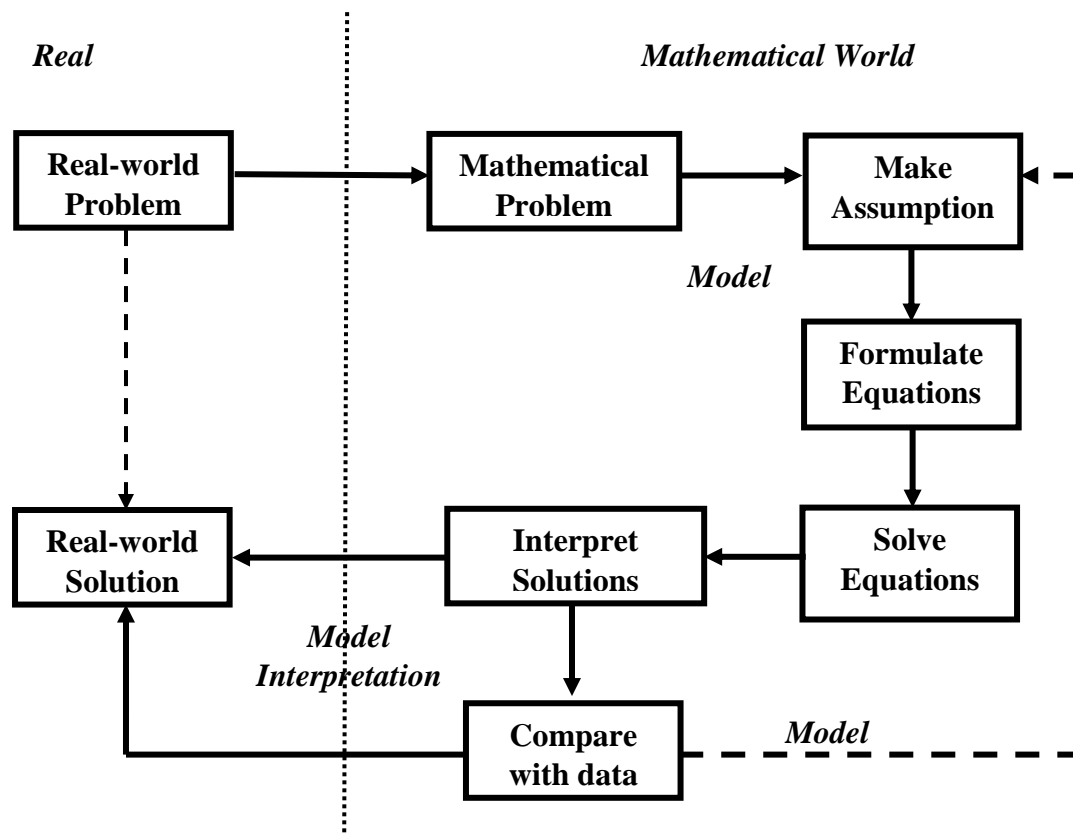 Real
Mathematical World
Real-world
Problem
Mathematical
Problem
Make
Assumption
Model
Formulate
Equations
Real-world
Solution
Interpret
Solutions
Solve
Equations
Model
Interpretation
Compare
with data
Model